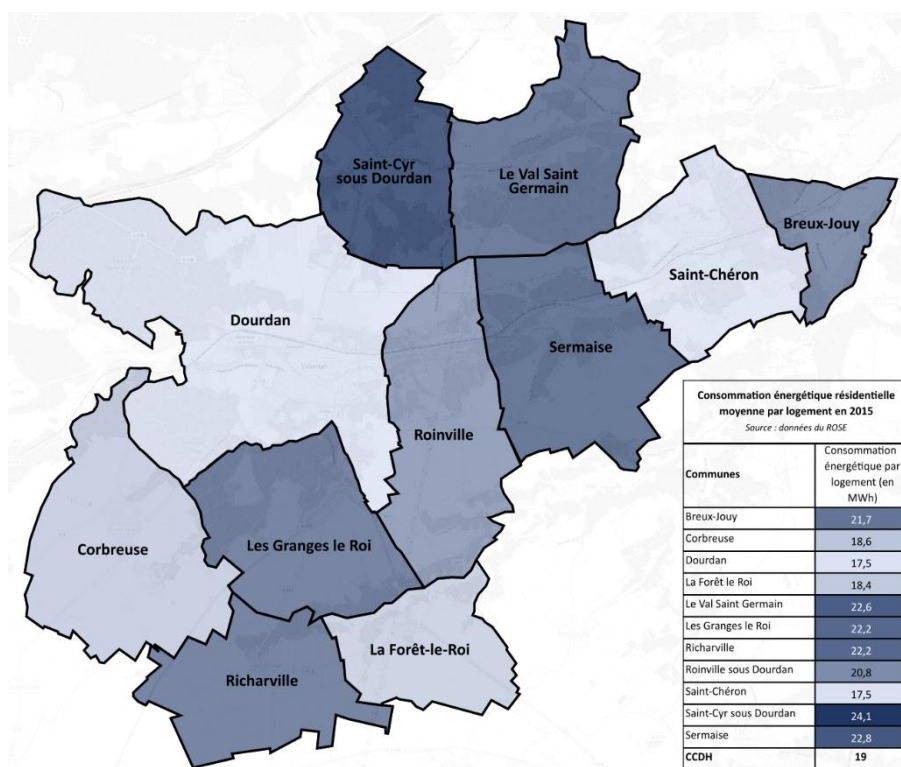 Saint-Cyr
sous Dourdan
Le Val Saint
Germain
Breux-Jouy
Saint-Chéron
Dourdan
Sermaise
Roinville
Corbreuse
Les Granges le Roi
La Forêt-le-Roi
Richarville
Consommation énergétique résidentielle
moyenne par logement en 2015
Source : données du ROSE
Communes
Consommation
énergétique par
logement (en
MWh)
Breux-Jouy 21,7
Corbreuse 18,6
Dourdan 17,5
La Forêt le Roi 18,4
Le Val Saint Germain 22,6
Les Granges le Roi 22,2
Richarville 22,2
Roinville sous Dourdan 20,8
Saint-Chéron 17,5
Saint-Cyr sous Dourdan 24,1
Sermaise 22,8
CCDH 19